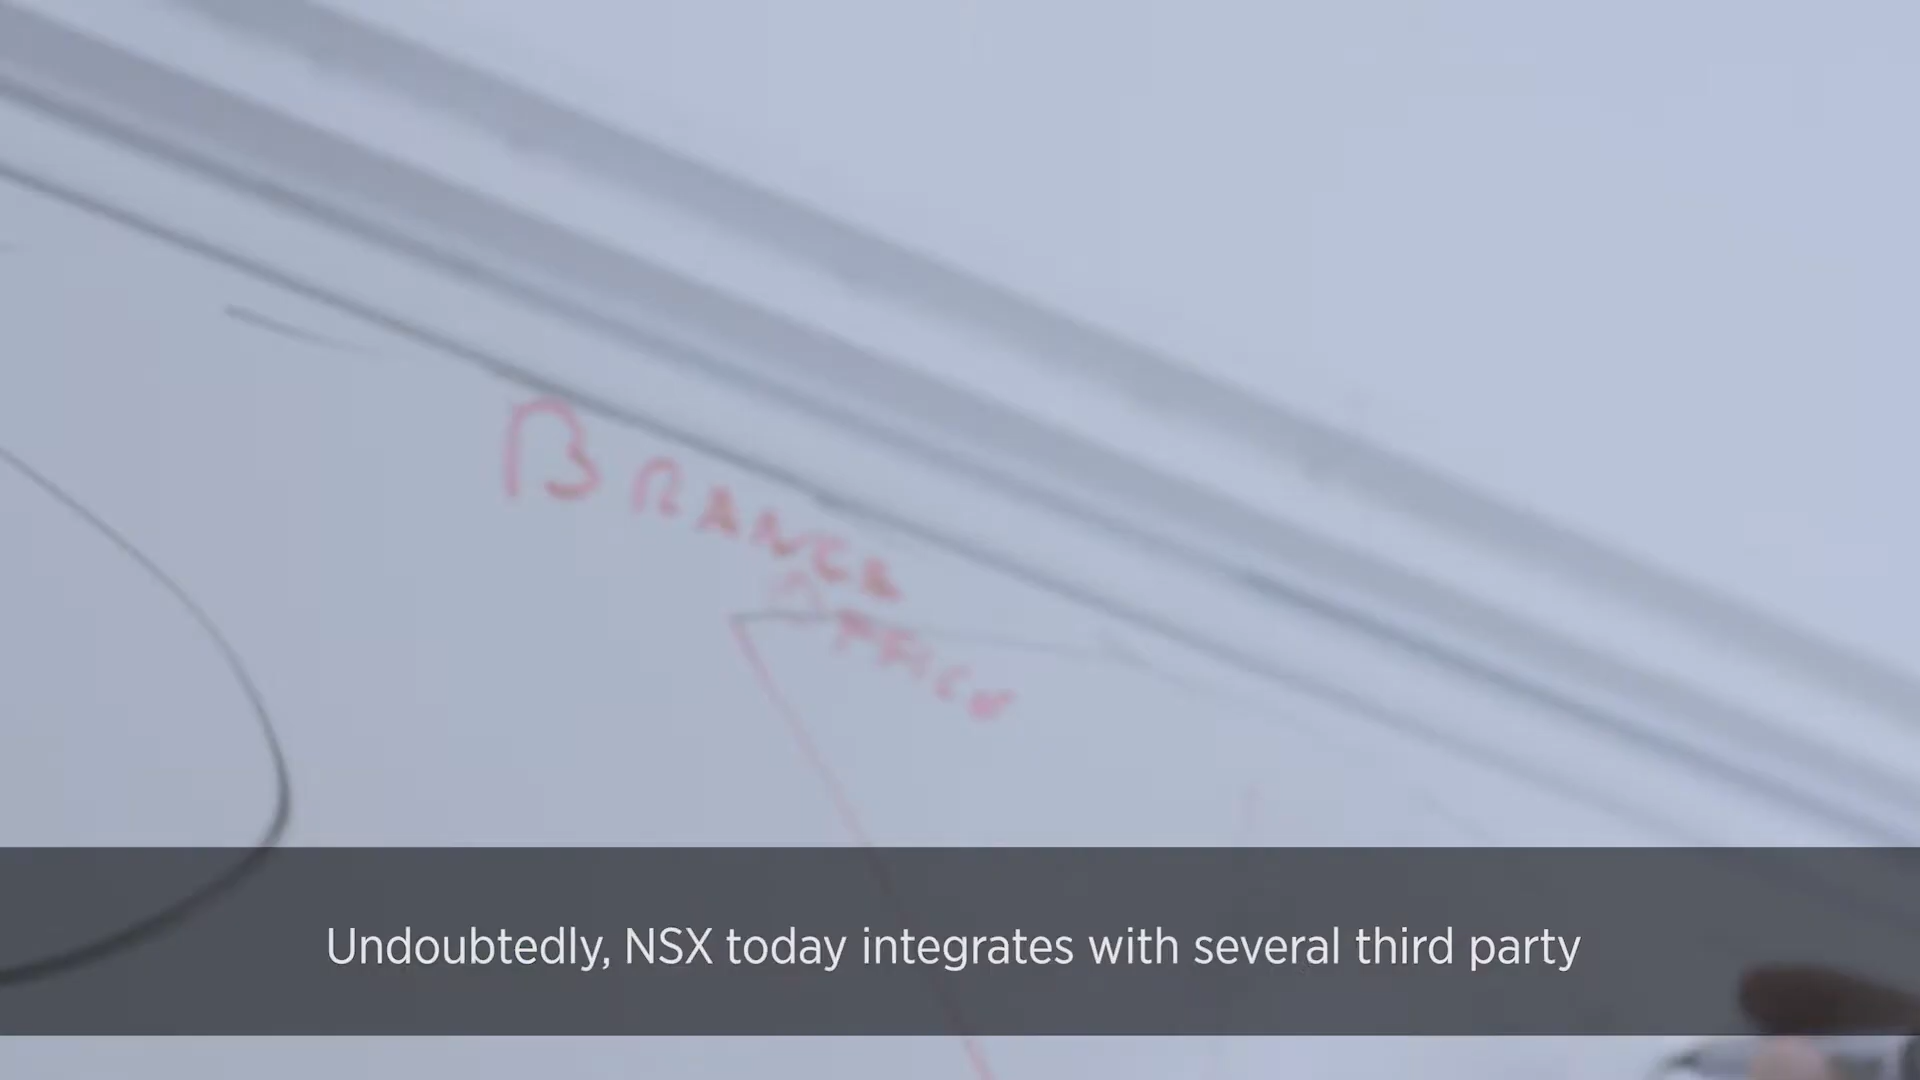 BRANCH
OFFICE
Undoubtedly, NSX today integrates with several third party